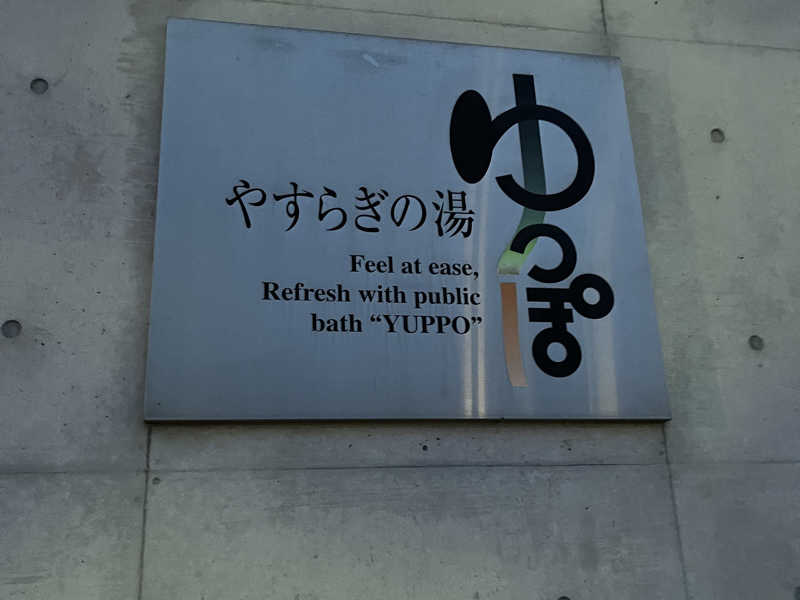 やすらぎの湯
Feel at ease,
Refresh with public
bath “YUPPO”
ゆっぽ